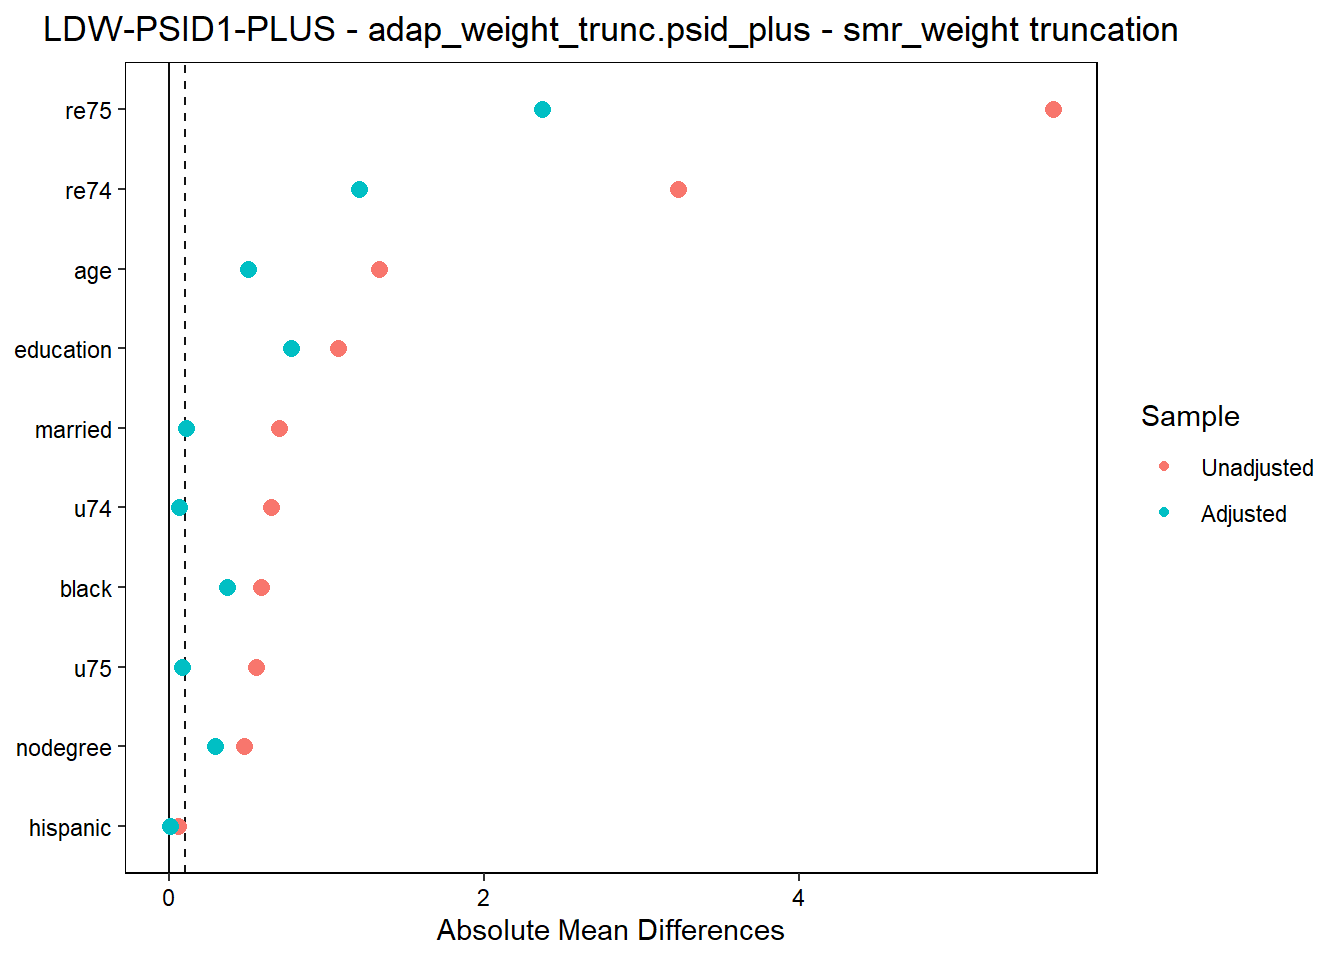 LDW-PSID1-PLUS - adap_weight_trunc.psid_plus - smr_weight truncation
re75
re74
age
education
married
u74
black
u75
nodegree
hispanic
0
2
4
Absolute Mean Differences
Sample
Unadjusted
Adjusted